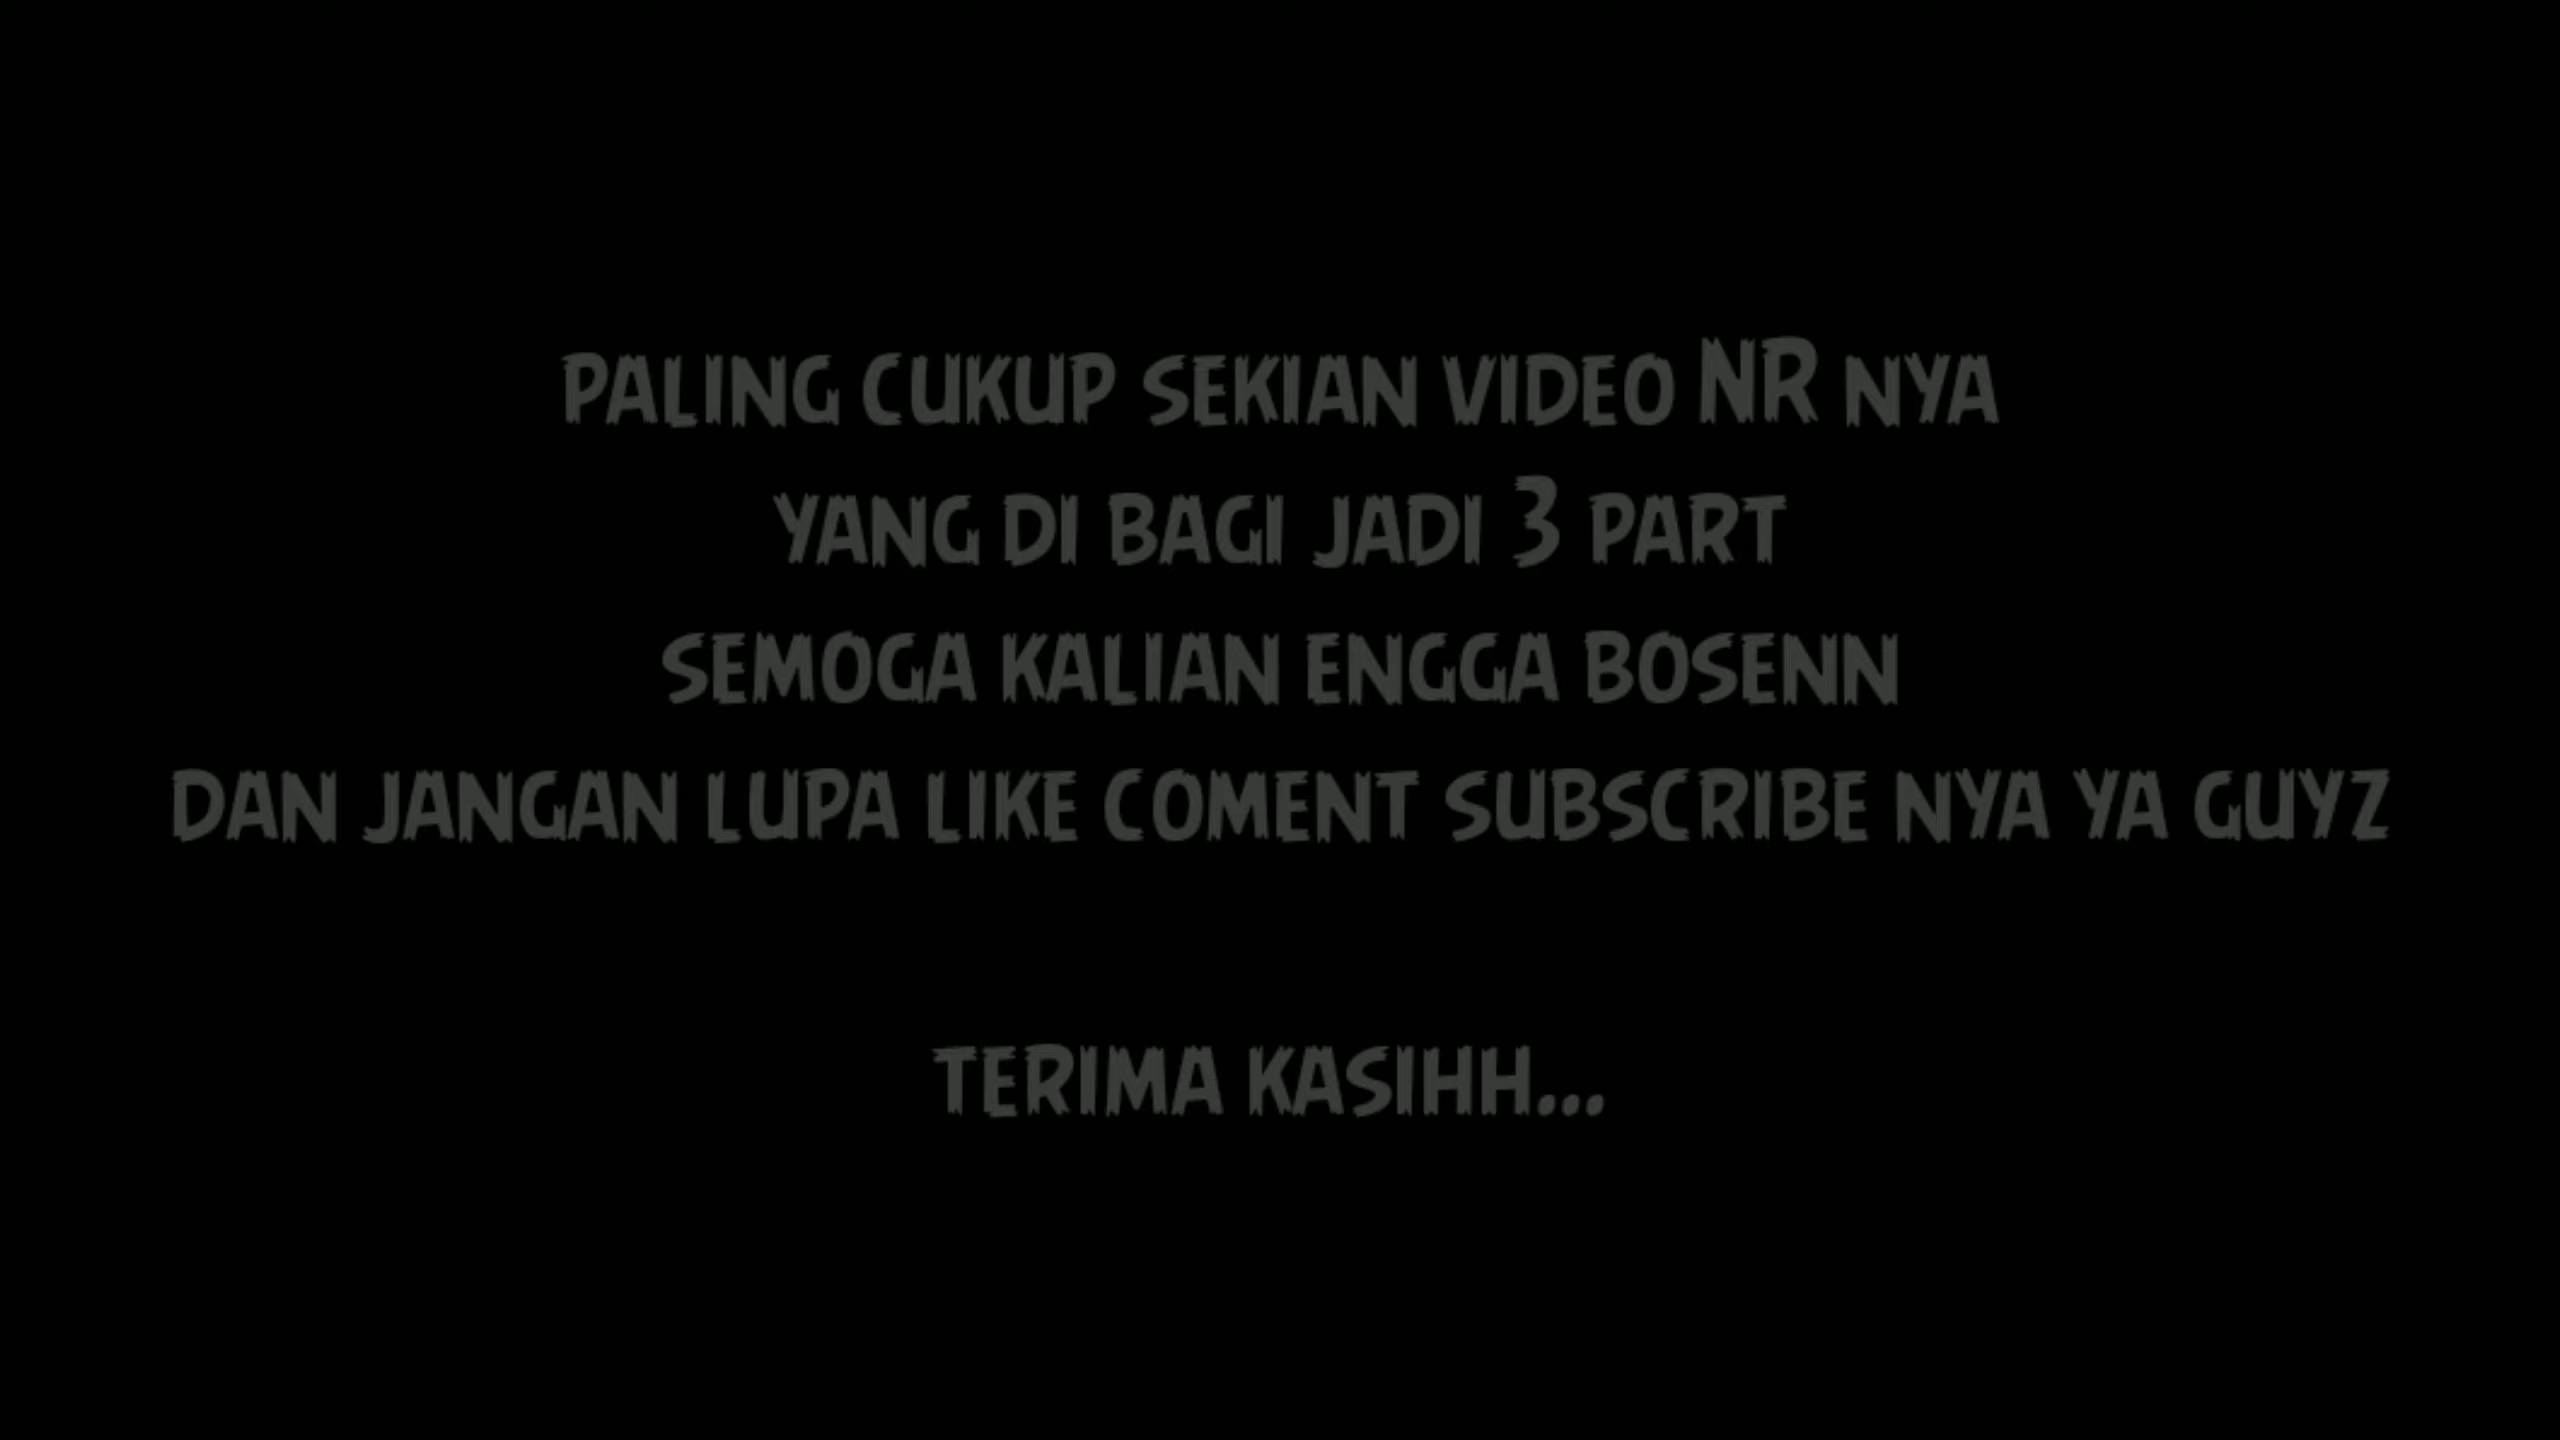 PALING CUKUP SEKIAN VIDEO NR NYA
YANG DI BAGI JADI 3 PART
SEMOGA KALIAN ENGGA BOSENN
DAN JANGAN LUPA LIKE COMENT SUBSCRIBE NYA YA GUYZ
TERIMA KASIHH...